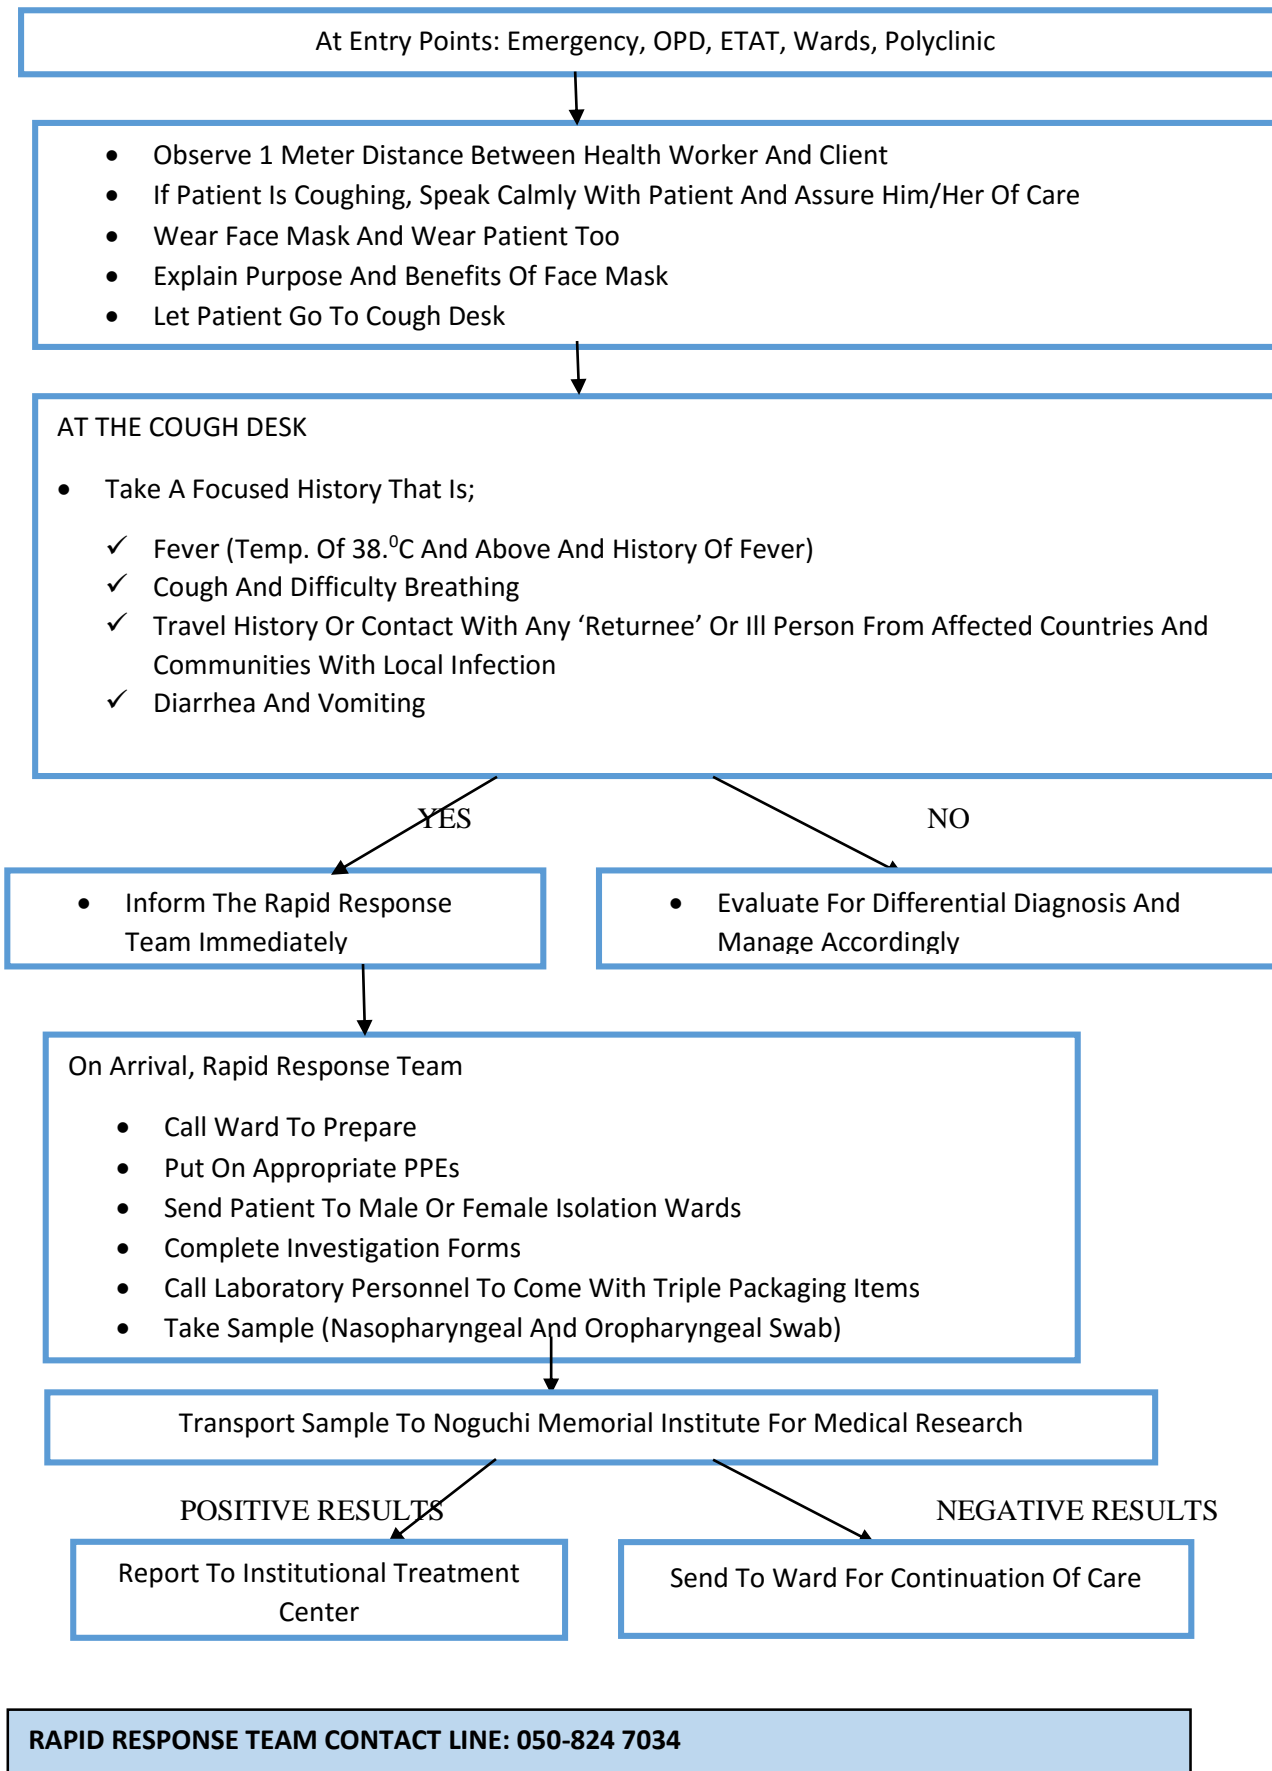 At Entry Points: Emergency, OPD, ETAT, Wards, Polyclinic
• Observe 1 Meter Distance Between Health Worker And Client
• If Patient Is Coughing, Speak Calmly With Patient And Assure Him/Her Of Care
• Wear Face Mask And Wear Patient Too
• Explain Purpose And Benefits Of Face Mask
• Let Patient Go To Cough Desk
AT THE COUGH DESK
• Take A Focused History That Is;
✓ Fever (Temp. Of 38.⁰C And Above And History Of Fever)
✓ Cough And Difficulty Breathing
✓ Travel History Or Contact With Any ‘Returnee’ Or Ill Person From Affected Countries And
Communities With Local Infection
✓ Diarrhea And Vomiting
YES
NO
• Inform The Rapid Response
Team Immediately
• Evaluate For Differential Diagnosis And
Manage Accordingly
On Arrival, Rapid Response Team
• Call Ward To Prepare
• Put On Appropriate PPEs
• Send Patient To Male Or Female Isolation Wards
• Complete Investigation Forms
• Call Laboratory Personnel To Come With Triple Packaging Items
• Take Sample (Nasopharyngeal And Oropharyngeal Swab)
Transport Sample To Noguchi Memorial Institute For Medical Research
POSITIVE RESULTS
NEGATIVE RESULTS
Report To Institutional Treatment
Center
Send To Ward For Continuation Of Care
RAPID RESPONSE TEAM CONTACT LINE: 050-824 7034